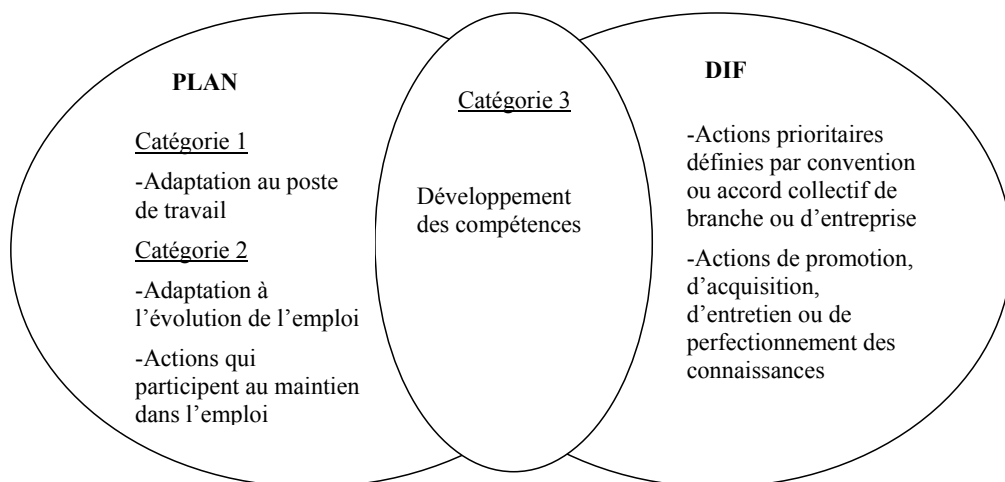 PLAN
Catégorie 1
-Adaptation au poste
de travail
Catégorie 2
-Adaptation à
l’évolution de l’emploi
-Actions qui
participent au maintien
dans l’emploi
Catégorie 3
Développement
des compétences
DIF
-Actions prioritaires
définies par convention
ou accord collectif de
branche ou d’entreprise
-Actions de promotion,
d’acquisition,
d’entretien ou de
perfectionnement des
connaissances